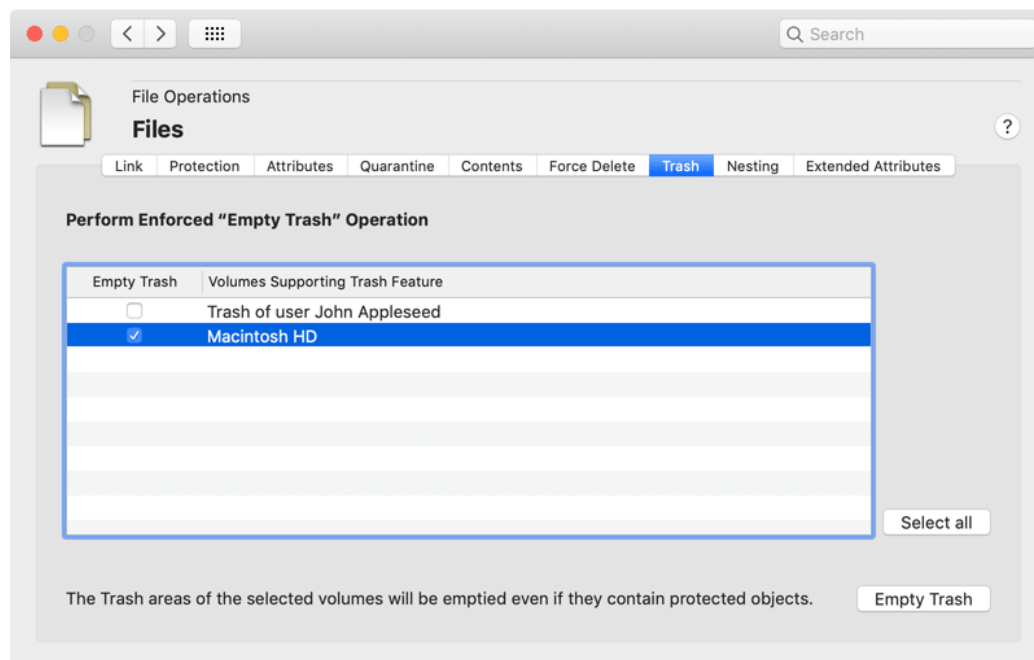 Search
File Operations
Files
?
Link Protection Attributes Quarantine Contents Force Delete Trash Nesting Extended Attributes
Perform Enforced “Empty Trash” Operation
Empty Trash Volumes Supporting Trash Feature
Trash of user John Appleseed
Macintosh HD
Select all
The Trash areas of the selected volumes will be emptied even if they contain protected objects.
Empty Trash